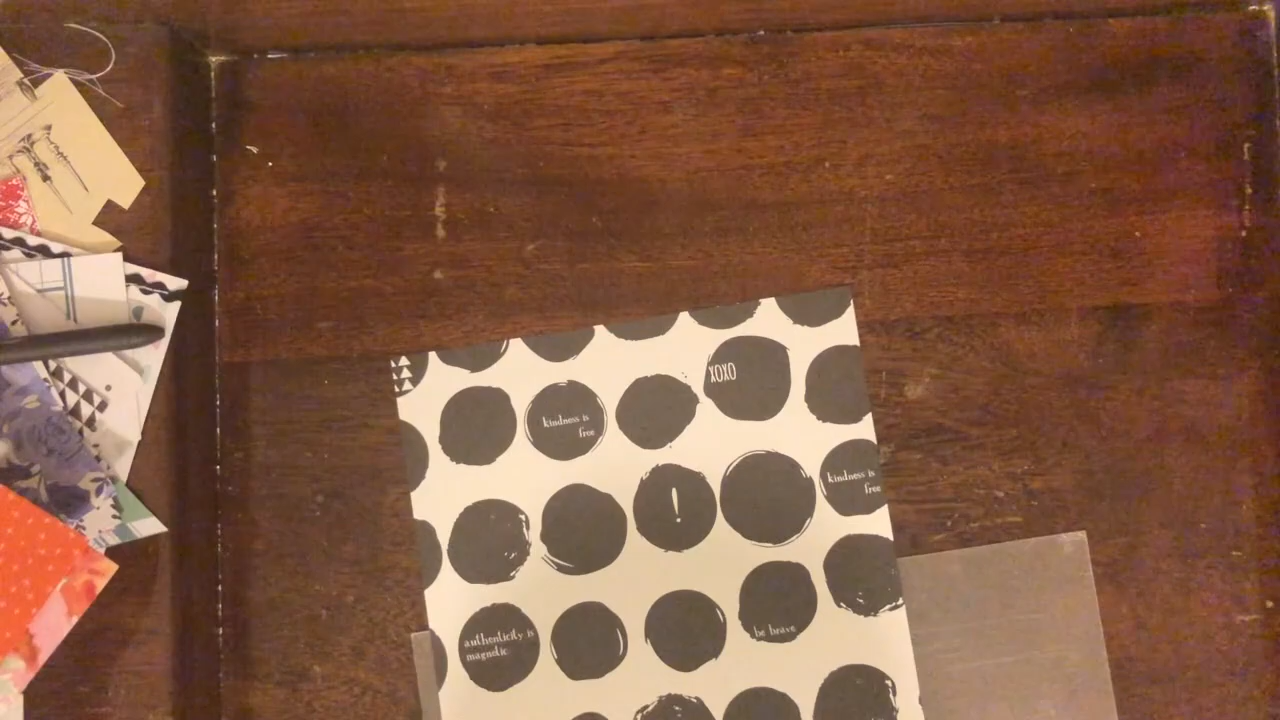 XOXO
kindness is
free
kindness is
free
!
authenticity is
magnetic
be brave